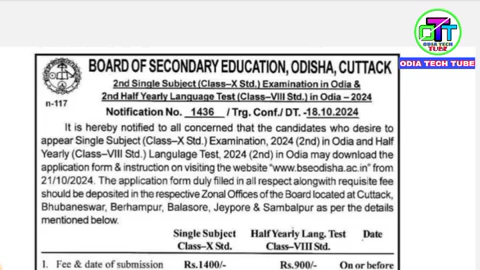 OTT
ODIA TECH
TUBE
ODIA TECH TUBE
BOARD OF SECONDARY EDUCATION, ODISHA, CUTTACK
2nd Single Subject (Class–X Std.) Examination in Odia &
2nd Half Yearly Language Test (Class–VIII Std.) in Odia – 2024
n-117
Notification No. 1436 / Trg. Conf./ DT. -18.10.2024
It is hereby notified to all concerned that the candidates who desire to
appear Single Subject (Class–X Std.) Examination, 2024 (2nd) in Odia and Half
Yearly (Class–VIII Std.) Langulage Test, 2024 (2nd) in Odia may download the
application form & instruction on visiting the website "www.bseodisha.ac.in" from
21/10/2024. The application form duly filled in all respect alongwith requisite fee
should be deposited in the respective Zonal Offices of the Board located at Cuttack,
Bhubaneswar, Berhampur, Balasore, Jeypore & Sambalpur as per the details
mentioned below.
Single Subject Half Yearly Lang. Test Date
Class–X Std. Class–VIII Std.
1. Fee & date of submission Rs.1400/- Rs.900/- On or before